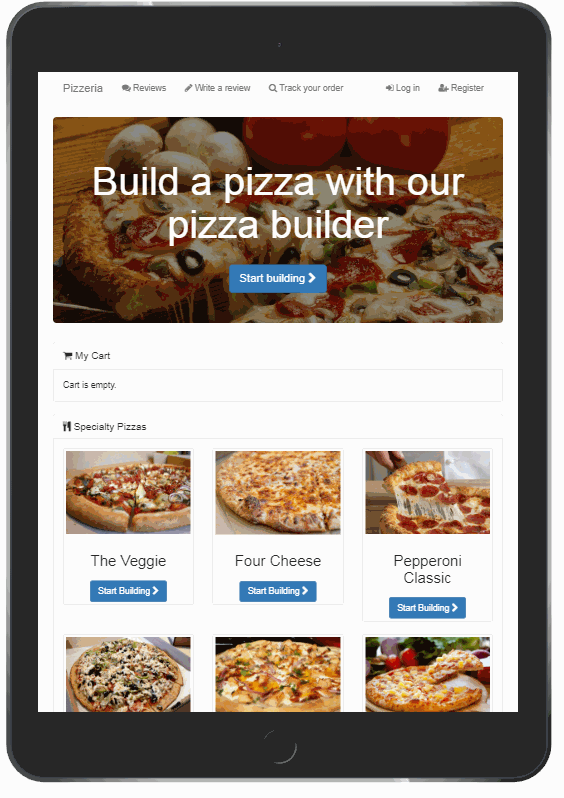 Pizzeria Reviews Write a review Track your order Log in Register
Build a pizza with our
pizza builder
Start building
My Cart
Cart is empty.
Specialty Pizzas
The Veggie Four Cheese Pepperoni
Classic
Start Building Start Building Start Building